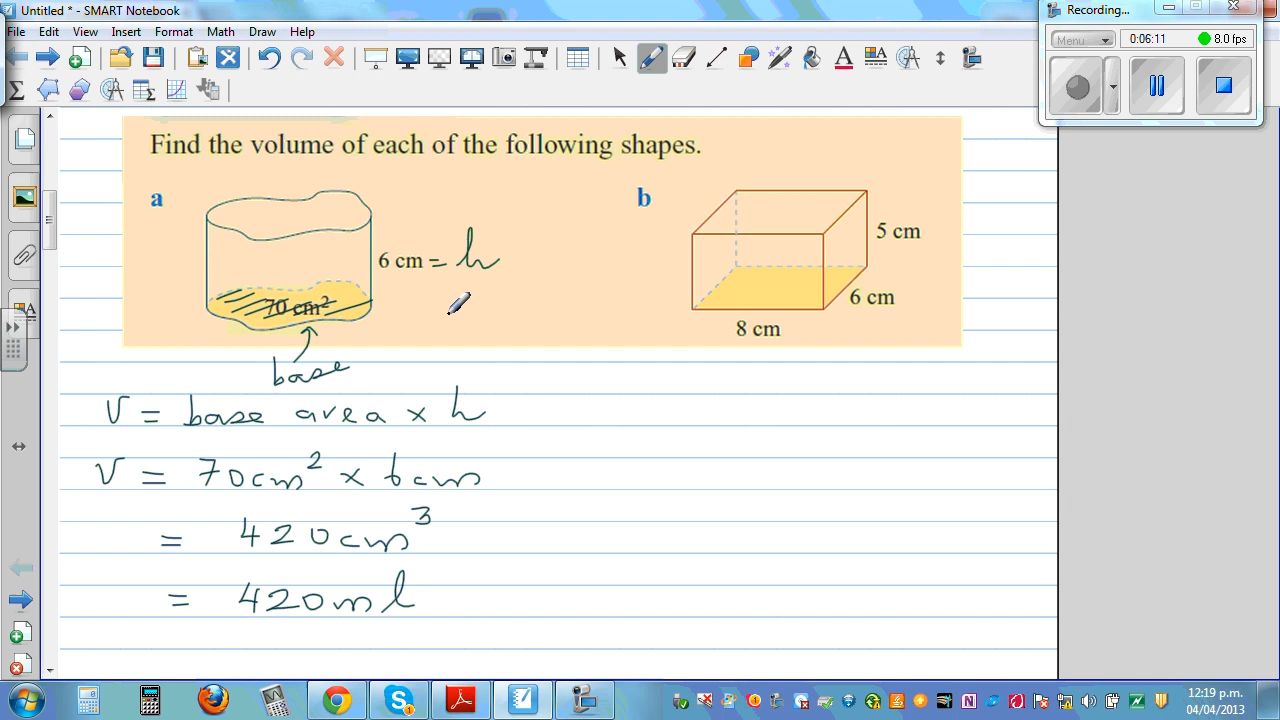 Untitled * - SMART Notebook
File Edit View Insert Format Math Draw Help
Recording...
Menu 0:06:11 8.0 fps
Find the volume of each of the following shapes.
a
6 cm = h
70 cm²
base
b
5 cm
6 cm
8 cm
V = base area × h
V = 70cm² × 6cm
= 420cm³
= 420ml
12:19 p.m.
04/04/2013